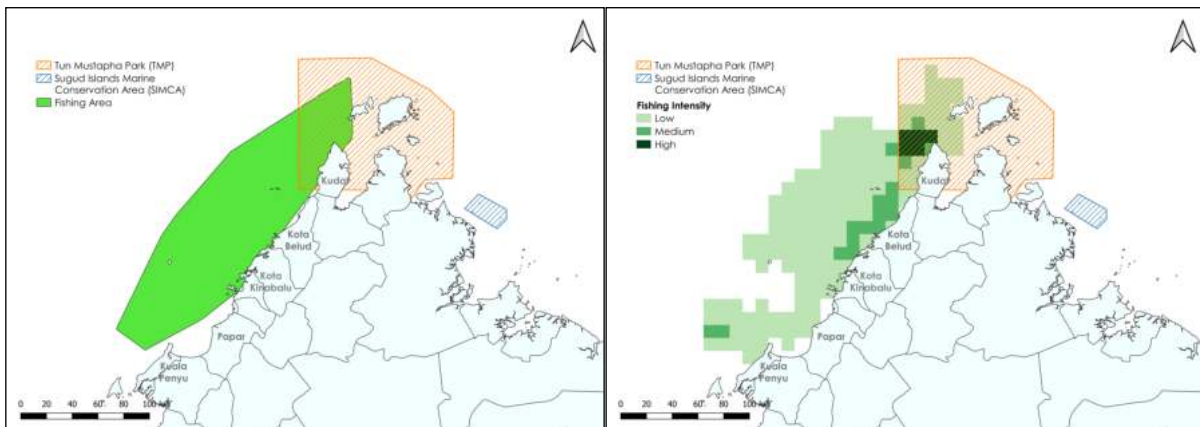 Tun Mustapha Park (TMP)
Sugud Islands Marine
Conservation Area (SIMCA)
Fishing Area
Kudat
Kota
Belud
Kota
Kinabalu
Papar
Kuala
Penyu
0 20 40 60 80 100 km
Tun Mustapha Park (TMP)
Sugud Islands Marine
Conservation Area (SIMCA)
Fishing Intensity
Low
Medium
High
Kudat
Kota
Belud
Kota
Kinabalu
Papar
Kuala
Penyu
0 20 40 60 80 100 km